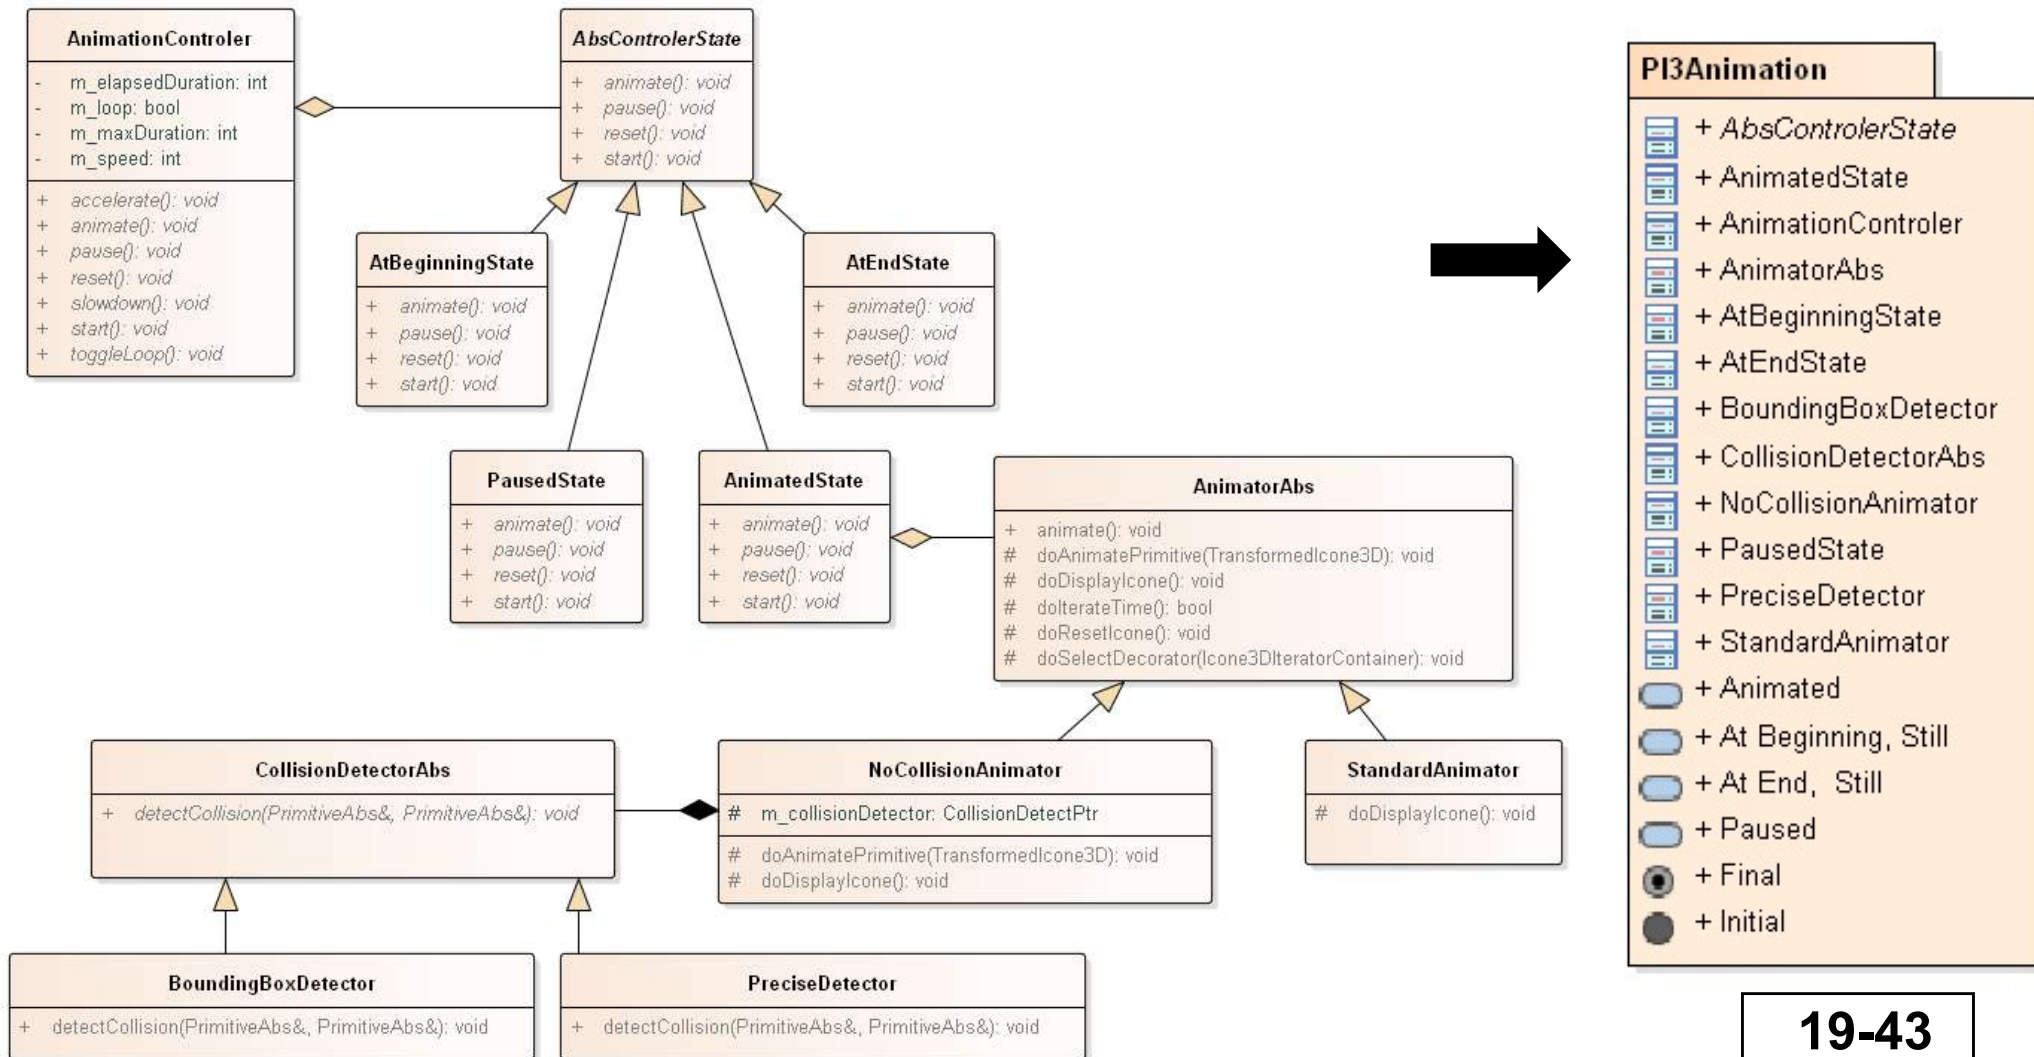 AnimationControler
- m_elapsedDuration: int
- m_loop: bool
- m_maxDuration: int
- m_speed: int
+ accelerate(): void
+ animate(): void
+ pause(): void
+ reset(): void
+ slowdown(): void
+ start(): void
+ toggleLoop(): void
AbsControlerState
+ animate(): void
+ pause(): void
+ reset(): void
+ start(): void
AtBeginningState
+ animate(): void
+ pause(): void
+ reset(): void
+ start(): void
AtEndState
+ animate(): void
+ pause(): void
+ reset(): void
+ start(): void
PausedState
+ animate(): void
+ pause(): void
+ reset(): void
+ start(): void
AnimatedState
+ animate(): void
+ pause(): void
+ reset(): void
+ start(): void
AnimatorAbs
+ animate(): void
# doAnimatePrimitive(TransformedIcone3D): void
# doDisplayIcone(): void
# doIterateTime(): bool
# doResetIcone(): void
# doSelectDecorator(Icone3DIteratorContainer): void
CollisionDetectorAbs
+ detectCollision(PrimitiveAbs&, PrimitiveAbs&): void
NoCollisionAnimator
# m_collisionDetector: CollisionDetectPtr
# doAnimatePrimitive(TransformedIcone3D): void
# doDisplayIcone(): void
StandardAnimator
# doDisplayIcone(): void
BoundingBoxDetector
+ detectCollision(PrimitiveAbs&, PrimitiveAbs&): void
PreciseDetector
+ detectCollision(PrimitiveAbs&, PrimitiveAbs&): void
PI3Animation
+ AbsControlerState
+ AnimatedState
+ AnimationControler
+ AnimatorAbs
+ AtBeginningState
+ AtEndState
+ BoundingBoxDetector
+ CollisionDetectorAbs
+ NoCollisionAnimator
+ PausedState
+ PreciseDetector
+ StandardAnimator
+ Animated
+ At Beginning, Still
+ At End, Still
+ Paused
+ Final
+ Initial
19-43